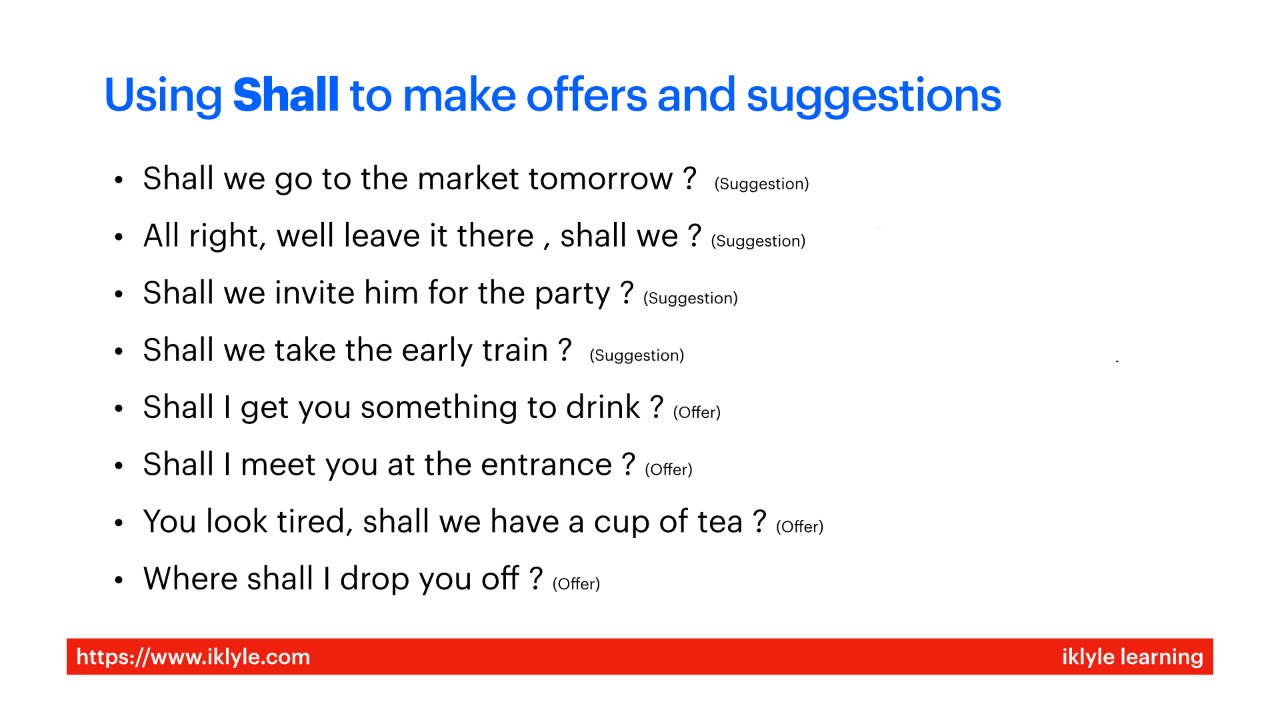 Using Shall to make offers and suggestions
• Shall we go to the market tomorrow ? (Suggestion)
• All right, well leave it there , shall we ? (Suggestion)
• Shall we invite him for the party ? (Suggestion)
• Shall we take the early train ? (Suggestion)
• Shall I get you something to drink ? (Offer)
• Shall I meet you at the entrance ? (Offer)
• You look tired, shall we have a cup of tea ? (Offer)
• Where shall I drop you off ? (Offer)
https://www.iklyle.com iklyle learning